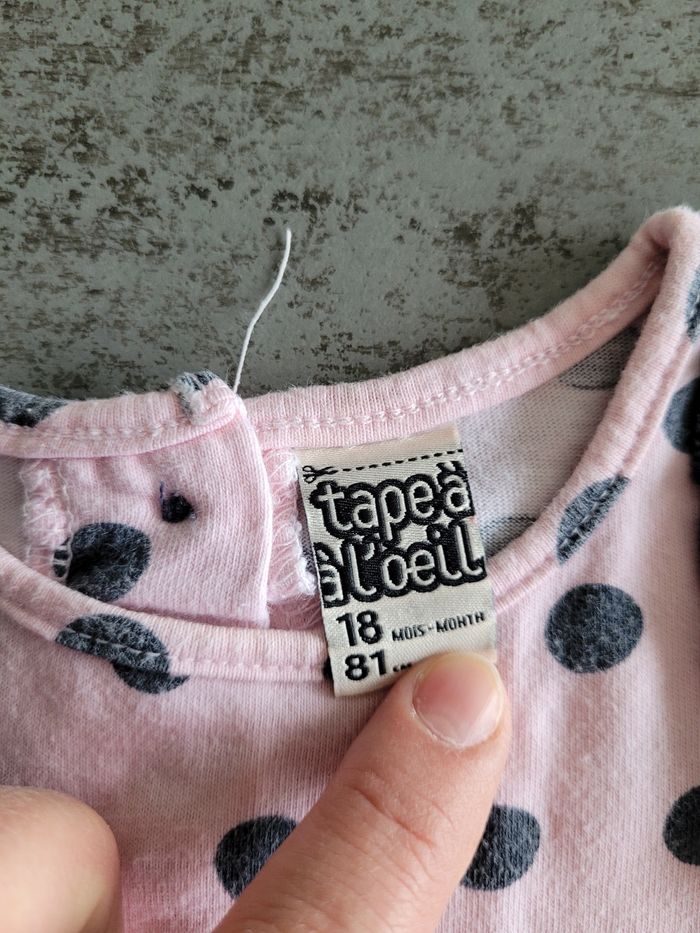 tape à
à l'oeil
18 MOIS-MONTH
81